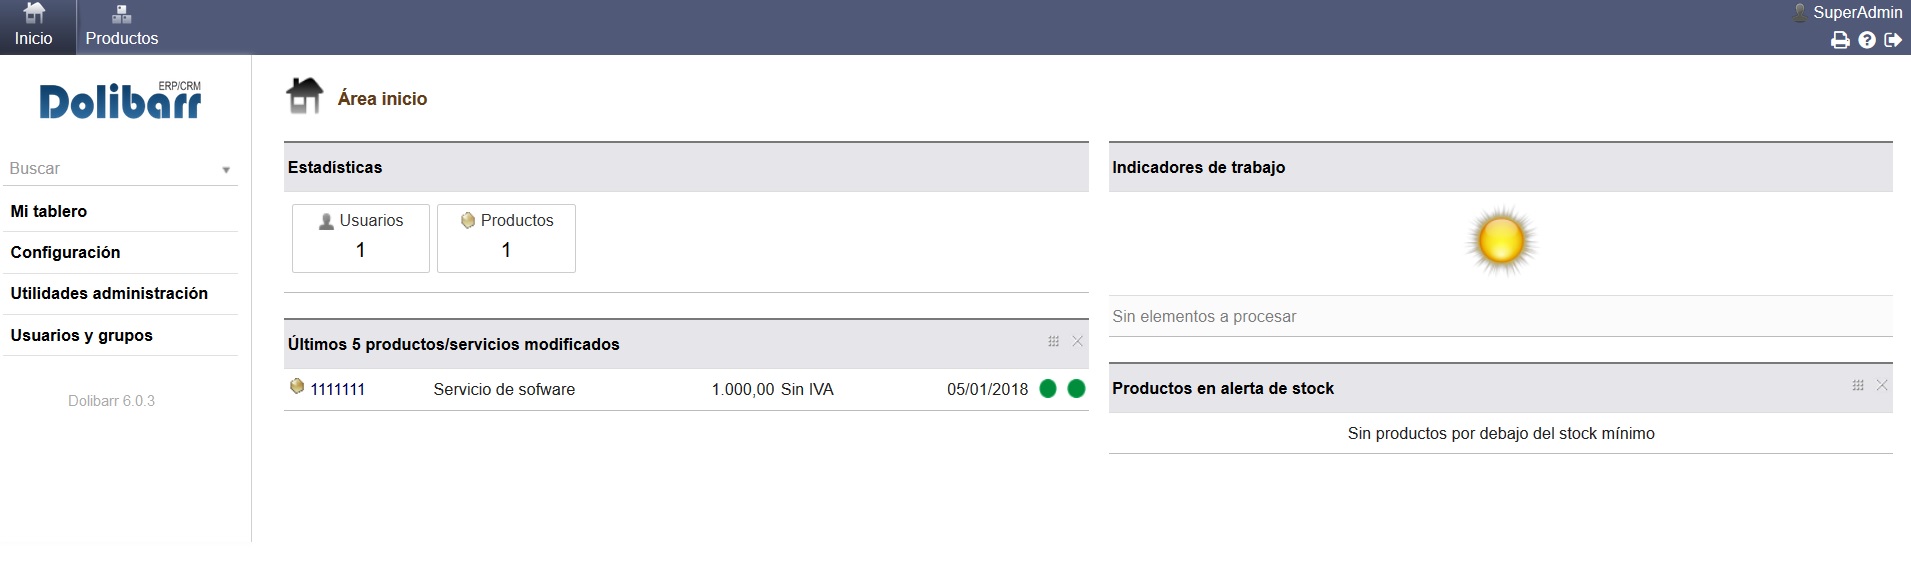 Inicio
Productos
SuperAdmin
ERP/CRM
Dolibarr
Buscar
Mi tablero
Configuración
Utilidades administración
Usuarios y grupos
Dolibarr 6.0.3
Área inicio
Estadísticas
Usuarios
1
Productos
1
Últimos 5 productos/servicios modificados
1111111 Servicio de sofware 1.000,00 Sin IVA 05/01/2018
Indicadores de trabajo
Sin elementos a procesar
Productos en alerta de stock
Sin productos por debajo del stock mínimo